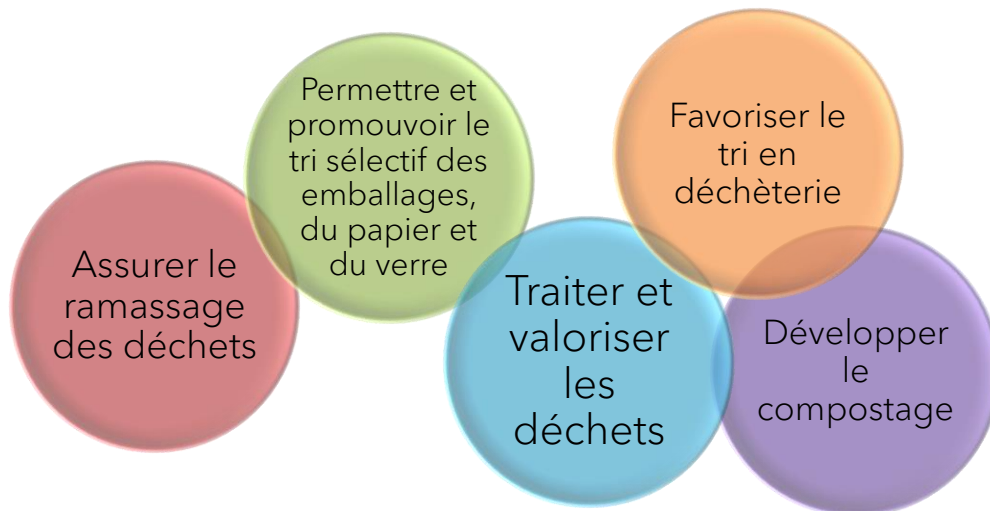 Assurer le
ramassage
des déchets
Permettre et
promouvoir le
tri sélectif des
emballages,
du papier et
du verre
Traiter et
valoriser
les
déchets
Favoriser le
tri en
déchèterie
Développer
le
compostage